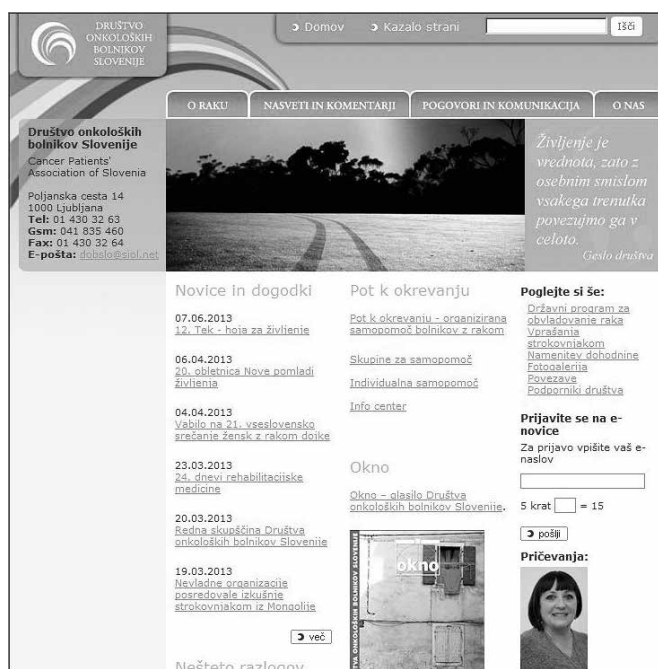 DRUŠTVO
ONKOLOŠKIH
BOLNIKOV
SLOVENIJE
Domov
Kazalo strani
Išči
O RAKU
NASVETI IN KOMENTARJI
POGOVORI IN KOMUNIKACIJA
O NAS
Društvo onkoloških
bolnikov Slovenije
Cancer Patients'
Association of Slovenia
Poljanska cesta 14
1000 Ljubljana
Tel: 01 430 32 63
Gsm: 041 835 460
Fax: 01 430 32 64
E-pošta: dobslo@siol.net
Življenje je
vrednota, zato z
osebnim smislom
vsakega trenutka
povezujmo ga v
celoto.
Geslo društva
Novice in dogodki
07.06.2013
12. Tek - hoja za življenje
06.04.2013
20. obletnica Nove pomladi
življenja
04.04.2013
Vabilo na 21. vseslovensko
srečanje žensk z rakom dojke
23.03.2013
24. dnevi rehabilitacijske
medicine
20.03.2013
Redna skupščina Društva
onkoloških bolnikov Slovenije
19.03.2013
Nevladne organizacije
posredovale izkušnje
strokovnjakom iz Mongolije
več
Nešteto razlogov
Pot k okrevanju
Pot k okrevanju - organizirana
samopomoč bolnikov z rakom
Skupine za samopomoč
Individualna samopomoč
Info center
Okno
Okno – glasilo Društva
onkoloških bolnikov Slovenije.
okno
TVA ONKOLOŠKIH BOLNIKOV SLOVENIJE
Poglejte si še:
Državni program za
obvladovanje raka
Vprašanja
strokovnjakom
Namenitev dohodnine
Fotogalerija
Povezave
Podporniki društva
Prijavite se na e-
novice
Za prijavo vpišite vaš e-
naslov
5 krat = 15
pošlji
Pričevanja: